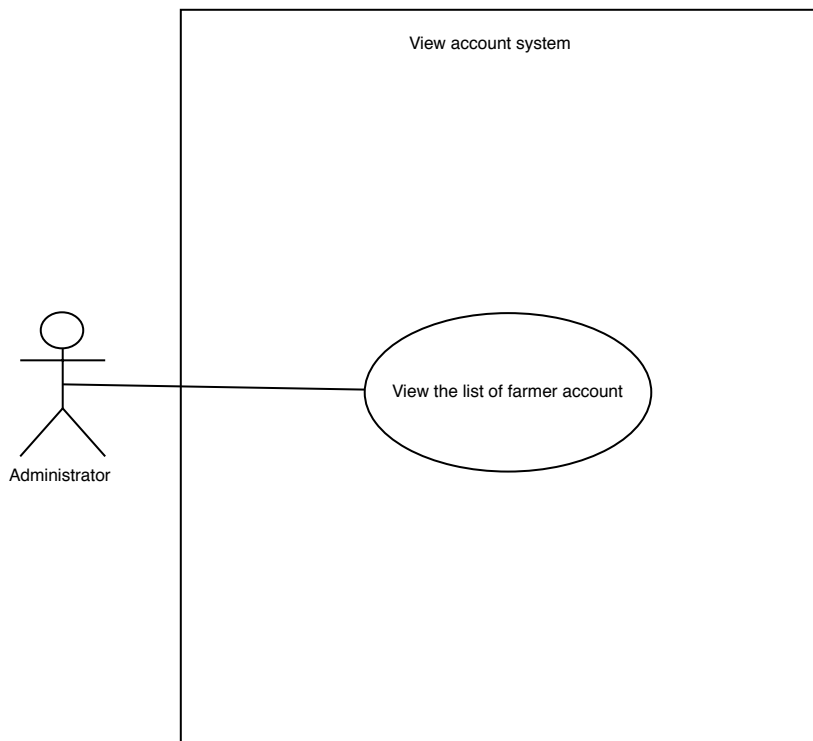 View account system
View the list of farmer account
Administrator